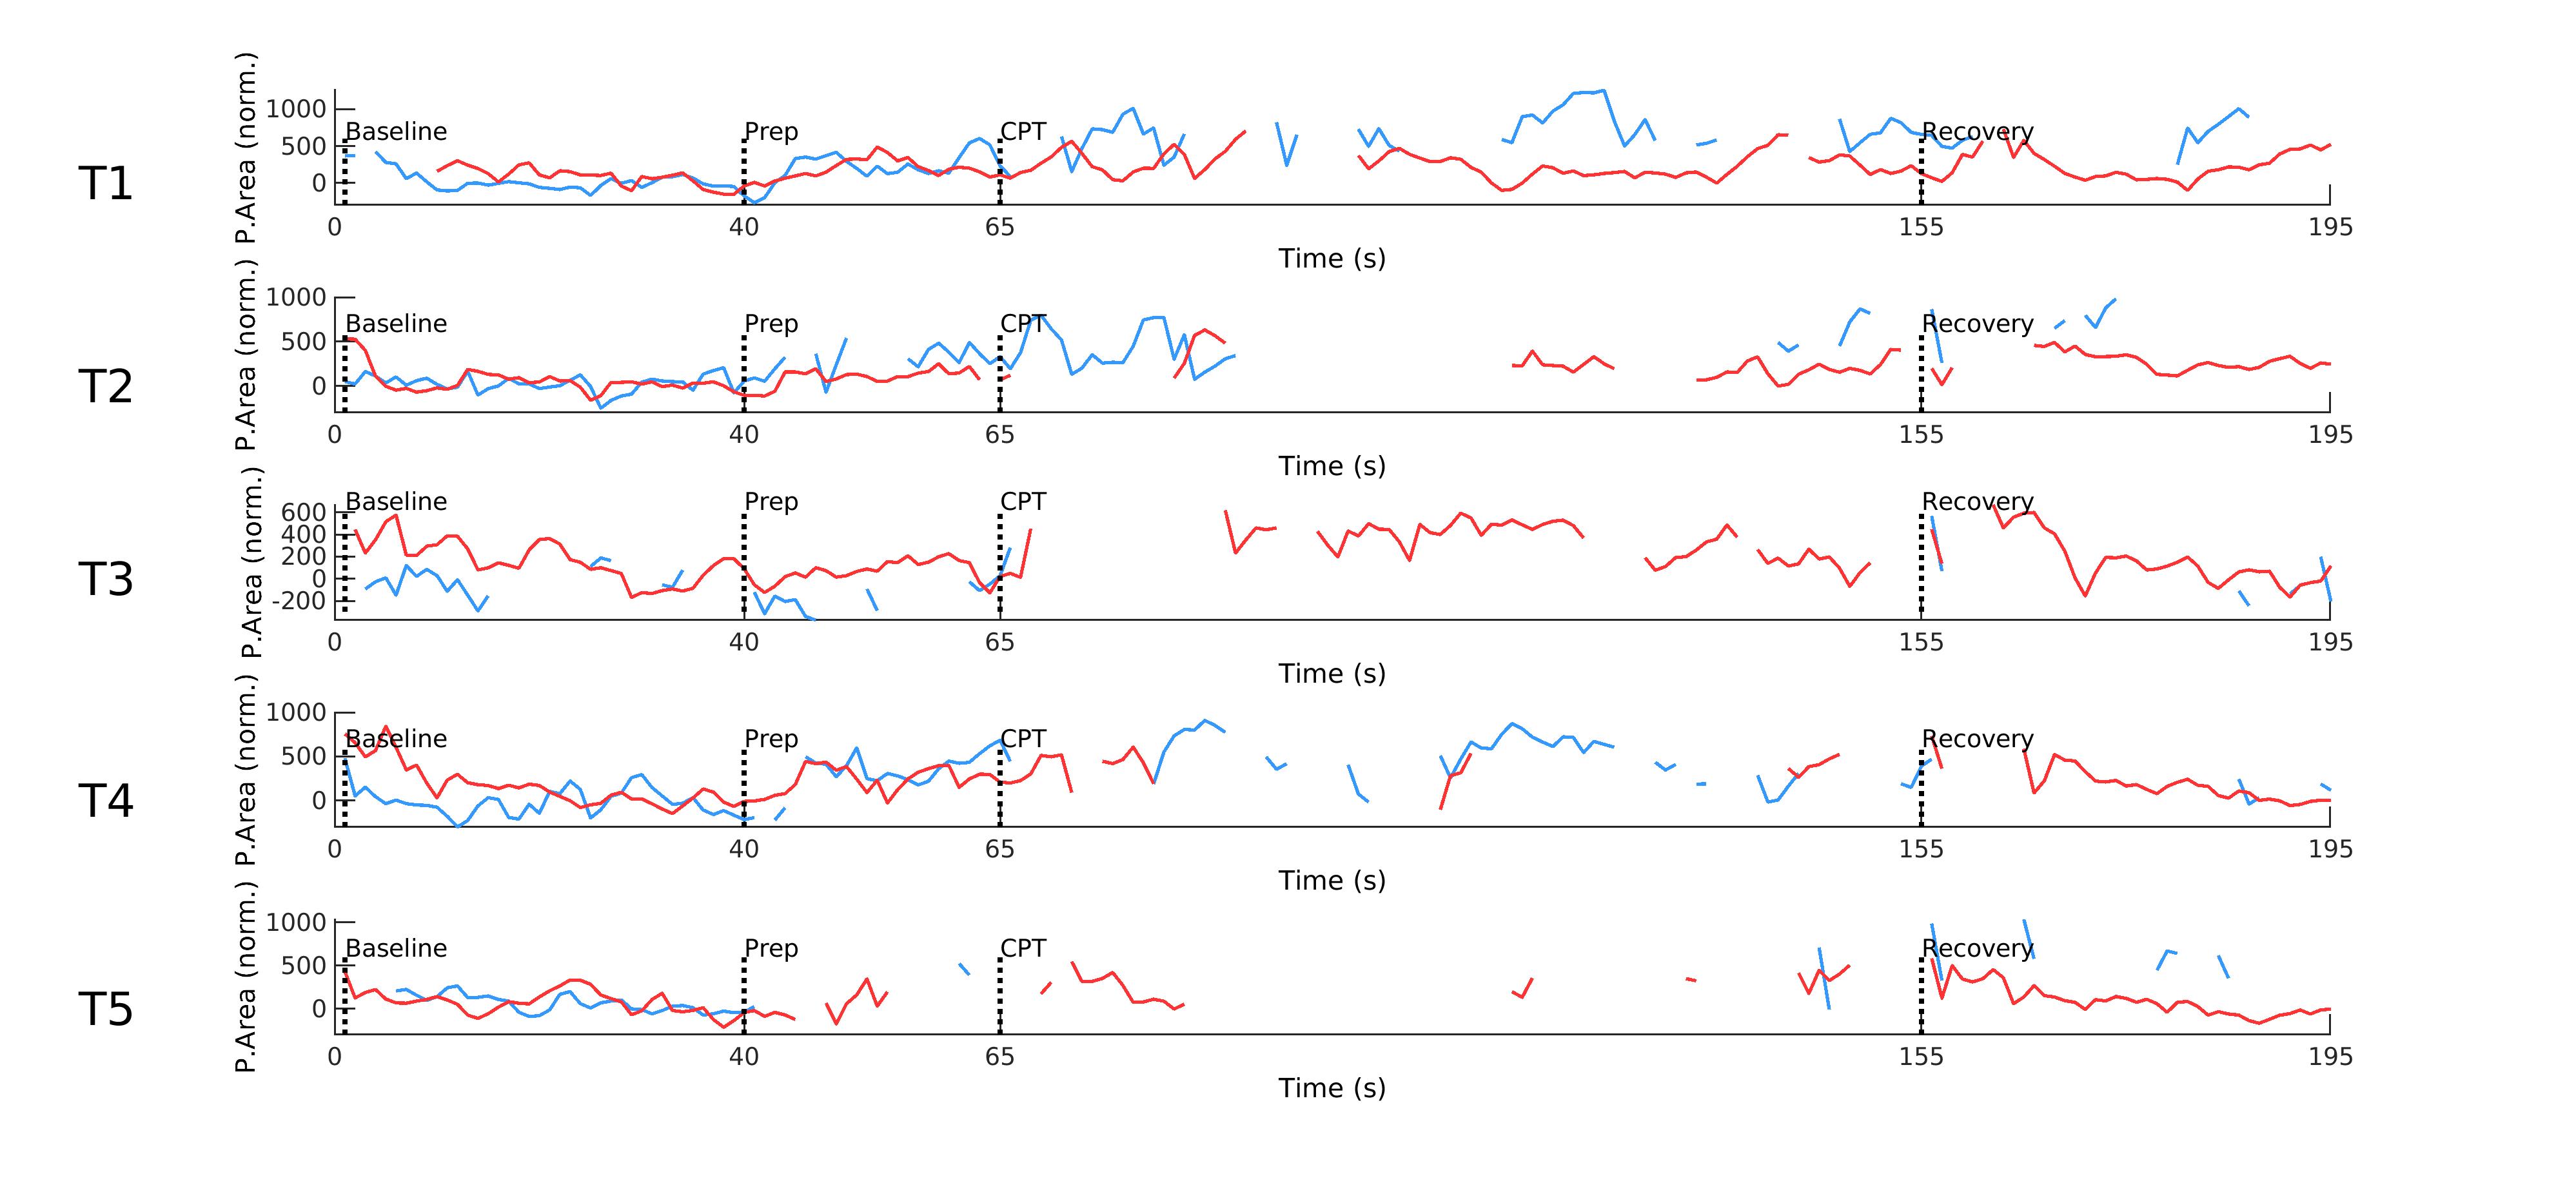 T1
P.Area (norm.)
1000
500
0
Baseline
Prep
CPT
Recovery
0
40
65
155
195
Time (s)
T2
P.Area (norm.)
1000
500
0
Baseline
Prep
CPT
Recovery
0
40
65
155
195
Time (s)
T3
P.Area (norm.)
600
400
200
0
-200
Baseline
Prep
CPT
Recovery
0
40
65
155
195
Time (s)
T4
P.Area (norm.)
1000
500
0
Baseline
Prep
CPT
Recovery
0
40
65
155
195
Time (s)
T5
P.Area (norm.)
1000
500
0
Baseline
Prep
CPT
Recovery
0
40
65
155
195
Time (s)